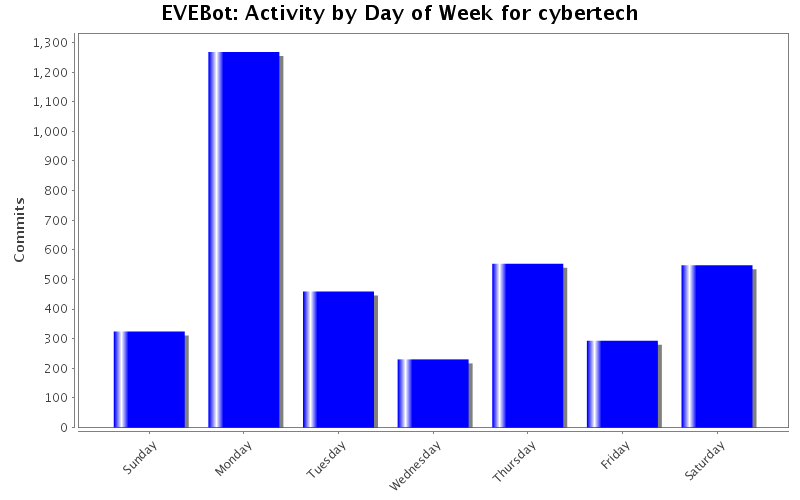 EVEBot: Activity by Day of Week for cybertech
1,300
1,200
1,100
1,000
900
800
700
600
500
400
300
200
100
0
Commits
Sunday
Monday
Tuesday
Wednesday
Thursday
Friday
Saturday